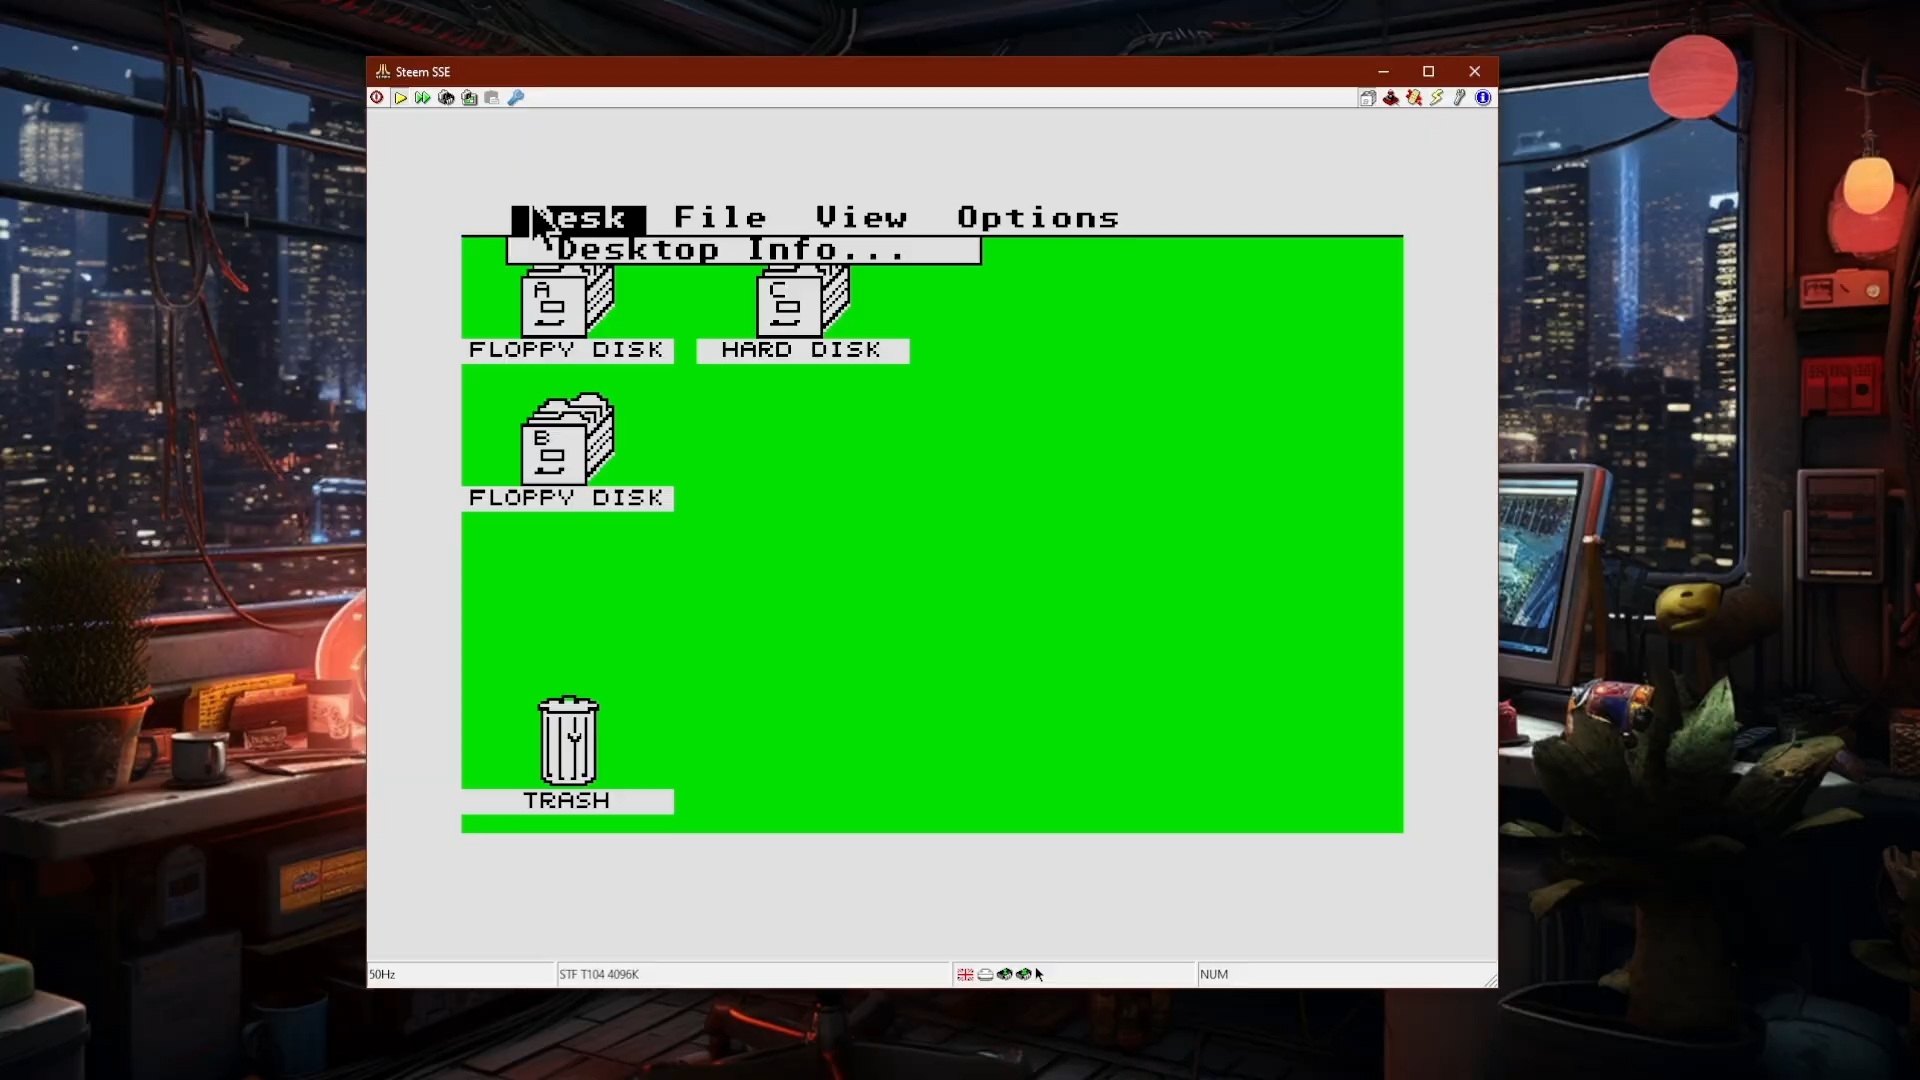 Steem SSE
Desk File View Options
Desktop Info...
A
C
FLOPPY DISK HARD DISK
B
FLOPPY DISK
TRASH
50Hz STF T104 4096K NUM